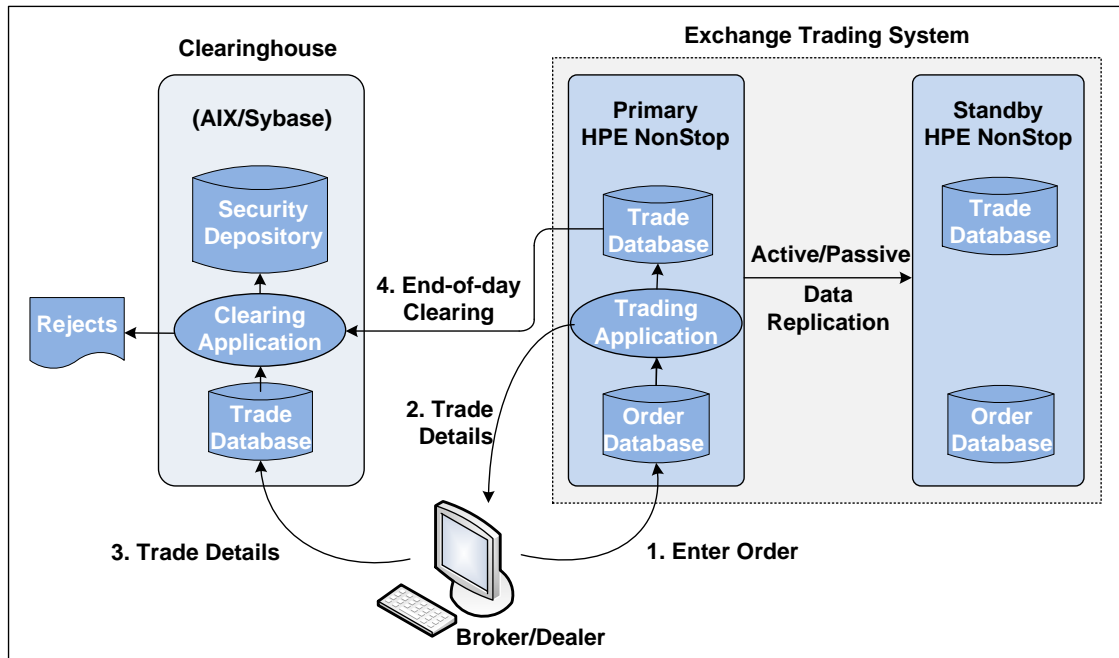 Clearinghouse
(AIX/Sybase)
Security
Depository
Clearing
Application
Trade
Database
Rejects
4. End-of-day
Clearing
Exchange Trading System
Primary
HPE NonStop
Trade
Database
Trading
Application
Order
Database
Active/Passive
Data
Replication
Standby
HPE NonStop
Trade
Database
Order
Database
2. Trade
Details
3. Trade Details
1. Enter Order
Broker/Dealer